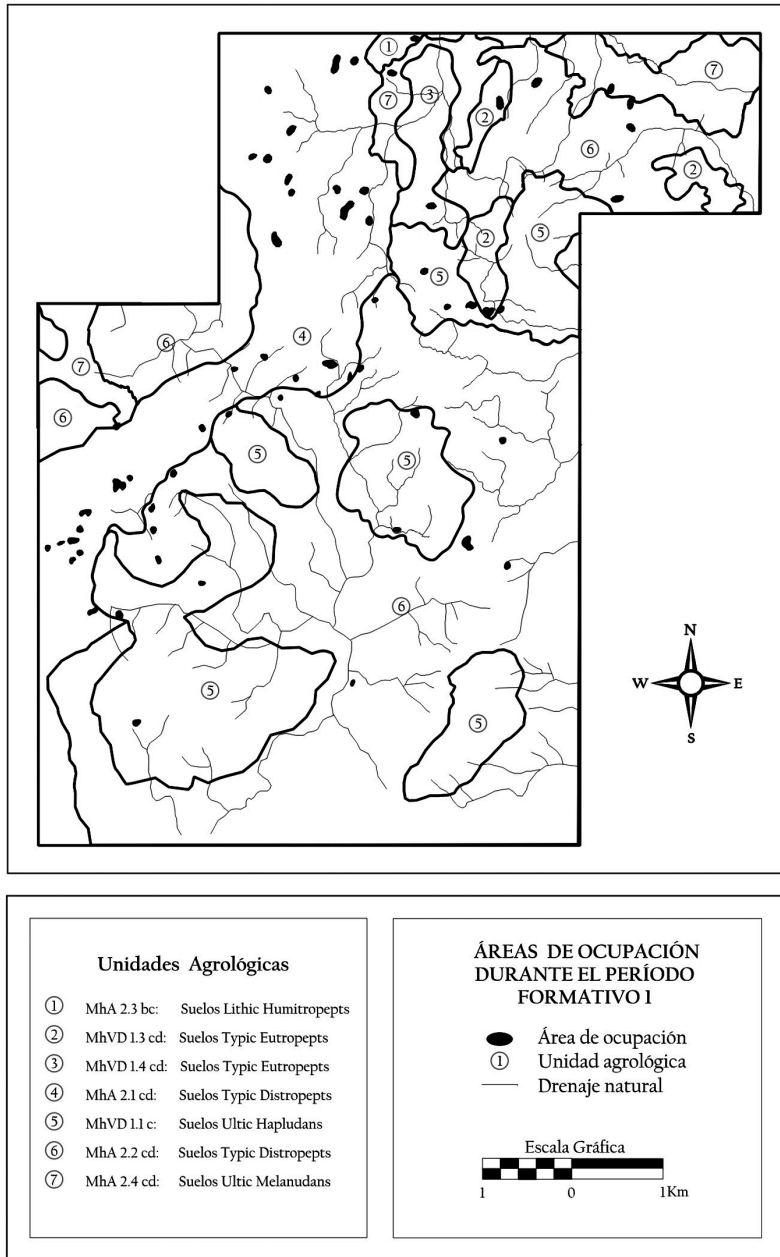 1
7
3
7
2
6
2
2
5
5
4
6
7
6
5
5
6
5
5
N
W
E
S
Unidades Agrológicas
1 MhA 2.3 bc: Suelos Lithic Humitropepts
2 MhVD 1.3 cd: Suelos Typic Eutropepts
3 MhVD 1.4 cd: Suelos Typic Eutropepts
4 MhA 2.1 cd: Suelos Typic Distropepts
5 MhVD 1.1 c: Suelos Ultic Hapludans
6 MhA 2.2 cd: Suelos Typic Distropepts
7 MhA 2.4 cd: Suelos Ultic Melanudans
ÁREAS DE OCUPACIÓN
DURANTE EL PERÍODO
FORMATIVO 1
Área de ocupación
1 Unidad agrológica
Drenaje natural
Escala Gráfica
1 0 1Km